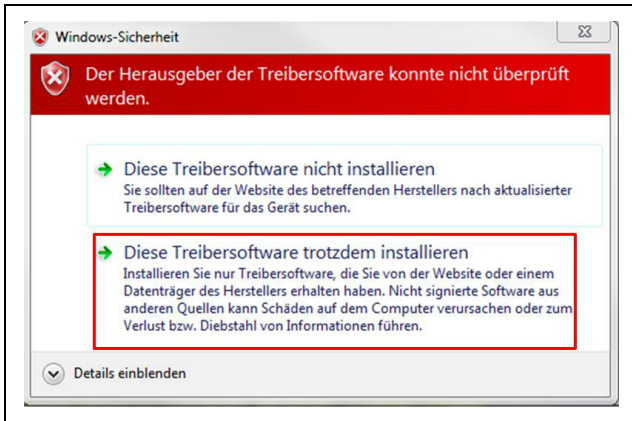 Windows-Sicherheit
Der Herausgeber der Treibersoftware konnte nicht überprüft
werden.
Diese Treibersoftware nicht installieren
Sie sollten auf der Website des betreffenden Herstellers nach aktualisierter
Treibersoftware für das Gerät suchen.
Diese Treibersoftware trotzdem installieren
Installieren Sie nur Treibersoftware, die Sie von der Website oder einem
Datenträger des Herstellers erhalten haben. Nicht signierte Software aus
anderen Quellen kann Schäden auf dem Computer verursachen oder zum
Verlust bzw. Diebstahl von Informationen führen.
Details einblenden